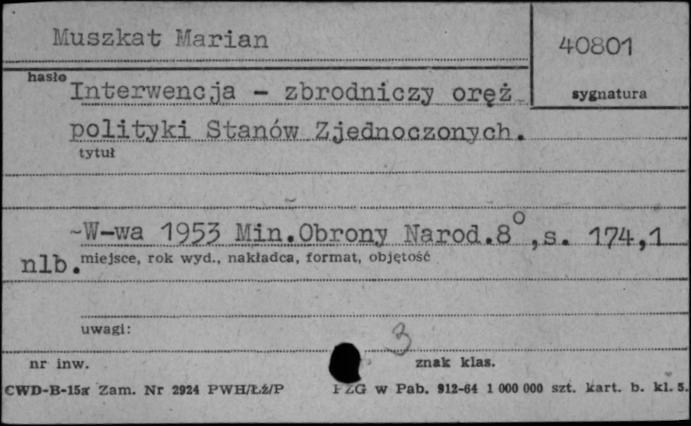 Muszkat Marian
40801
hasło
sygnatura
Interwencja - zbrodniczy oręż
polityki Stanów Zjednoczonych.
tytuł
-W-wa 1953 Min.Obrony Narod.8°,s. 174,1
nlb.
miejsce, rok wyd., nakładca, format, objętość
uwagi:
3
nr inw.
znak klas.
CWD-B-15a Zam. Nr 2924 PWH/Łź/P
PZG w Pab. 912-64 1 000 000 szt. kart. b. kl. 5.